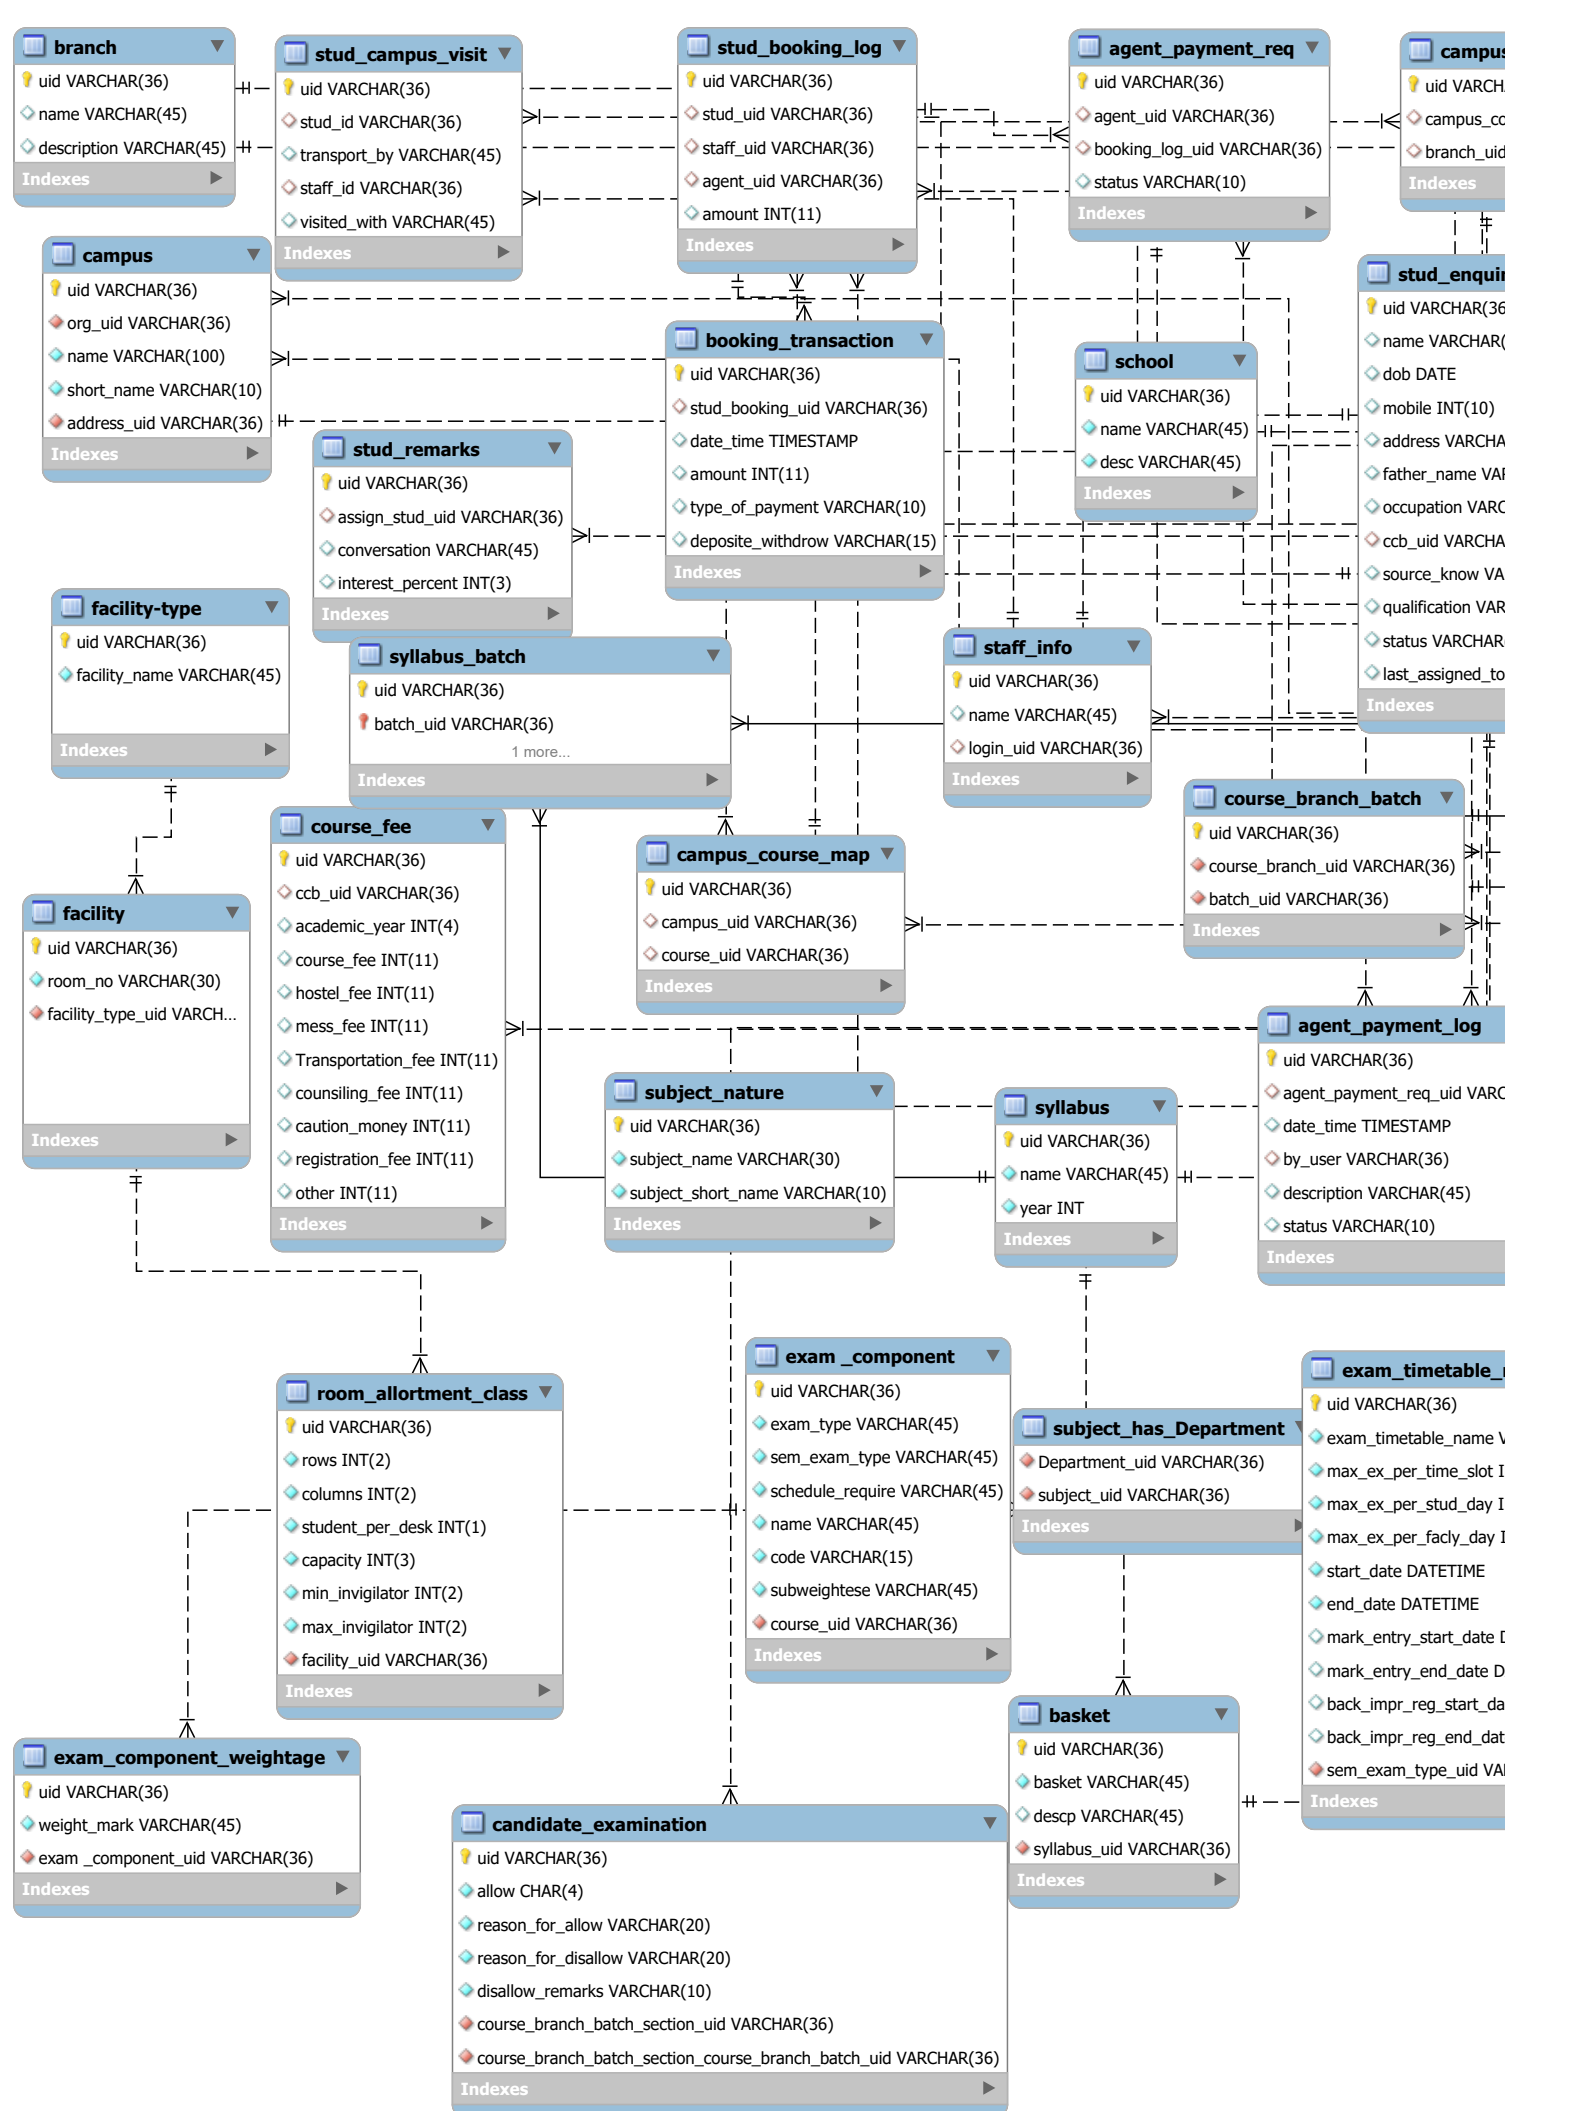 branch
uid VARCHAR(36)
name VARCHAR(45)
description VARCHAR(45)
Indexes
stud_campus_visit
uid VARCHAR(36)
stud_id VARCHAR(36)
transport_by VARCHAR(45)
staff_id VARCHAR(36)
visited_with VARCHAR(45)
Indexes
stud_booking_log
uid VARCHAR(36)
stud_uid VARCHAR(36)
staff_uid VARCHAR(36)
agent_uid VARCHAR(36)
amount INT(11)
Indexes
agent_payment_req
uid VARCHAR(36)
agent_uid VARCHAR(36)
booking_log_uid VARCHAR(36)
status VARCHAR(10)
Indexes
campus
uid VARCH
campus_co
branch_uid
Indexes
campus
uid VARCHAR(36)
org_uid VARCHAR(36)
name VARCHAR(100)
short_name VARCHAR(10)
address_uid VARCHAR(36)
Indexes
stud_enqui
uid VARCHAR(36
name VARCHAR(
dob DATE
mobile INT(10)
address VARCHA
father_name VAR
occupation VARC
ccb_uid VARCHA
source_know VA
qualification VAR
status VARCHAR
last_assigned_to
Indexes
booking_transaction
uid VARCHAR(36)
stud_booking_uid VARCHAR(36)
date_time TIMESTAMP
amount INT(11)
type_of_payment VARCHAR(10)
deposite_withdrow VARCHAR(15)
Indexes
school
uid VARCHAR(36)
name VARCHAR(45)
desc VARCHAR(45)
Indexes
stud_remarks
uid VARCHAR(36)
assign_stud_uid VARCHAR(36)
conversation VARCHAR(45)
interest_percent INT(3)
Indexes
facility-type
uid VARCHAR(36)
facility_name VARCHAR(45)
Indexes
syllabus_batch
uid VARCHAR(36)
batch_uid VARCHAR(36)
1 more...
Indexes
staff_info
uid VARCHAR(36)
name VARCHAR(45)
login_uid VARCHAR(36)
Indexes
course_branch_batch
uid VARCHAR(36)
course_branch_uid VARCHAR(36)
batch_uid VARCHAR(36)
Indexes
course_fee
uid VARCHAR(36)
ccb_uid VARCHAR(36)
academic_year INT(4)
course_fee INT(11)
hostel_fee INT(11)
mess_fee INT(11)
Transportation_fee INT(11)
counsiling_fee INT(11)
caution_money INT(11)
registration_fee INT(11)
other INT(11)
Indexes
campus_course_map
uid VARCHAR(36)
campus_uid VARCHAR(36)
course_uid VARCHAR(36)
Indexes
facility
uid VARCHAR(36)
room_no VARCHAR(30)
facility_type_uid VARCH...
Indexes
agent_payment_log
uid VARCHAR(36)
agent_payment_req_uid VARC
date_time TIMESTAMP
by_user VARCHAR(36)
description VARCHAR(45)
status VARCHAR(10)
Indexes
subject_nature
uid VARCHAR(36)
subject_name VARCHAR(30)
subject_short_name VARCHAR(10)
Indexes
syllabus
uid VARCHAR(36)
name VARCHAR(45)
year INT
Indexes
exam _component
uid VARCHAR(36)
exam_type VARCHAR(45)
sem_exam_type VARCHAR(45)
schedule_require VARCHAR(45)
name VARCHAR(45)
code VARCHAR(15)
subweightese VARCHAR(45)
course_uid VARCHAR(36)
Indexes
room_allortment_class
uid VARCHAR(36)
rows INT(2)
columns INT(2)
student_per_desk INT(1)
capacity INT(3)
min_invigilator INT(2)
max_invigilator INT(2)
facility_uid VARCHAR(36)
Indexes
subject_has_Department
Department_uid VARCHAR(36)
subject_uid VARCHAR(36)
Indexes
exam_timetable_
uid VARCHAR(36)
exam_timetable_name V
max_ex_per_time_slot I
max_ex_per_stud_day I
max_ex_per_facly_day I
start_date DATETIME
end_date DATETIME
mark_entry_start_date D
mark_entry_end_date D
back_impr_reg_start_da
back_impr_reg_end_dat
sem_exam_type_uid VA
Indexes
basket
uid VARCHAR(36)
basket VARCHAR(45)
descp VARCHAR(45)
syllabus_uid VARCHAR(36)
Indexes
exam_component_weightage
uid VARCHAR(36)
weight_mark VARCHAR(45)
exam _component_uid VARCHAR(36)
Indexes
candidate_examination
uid VARCHAR(36)
allow CHAR(4)
reason_for_allow VARCHAR(20)
reason_for_disallow VARCHAR(20)
disallow_remarks VARCHAR(10)
course_branch_batch_section_uid VARCHAR(36)
course_branch_batch_section_course_branch_batch_uid VARCHAR(36)
Indexes